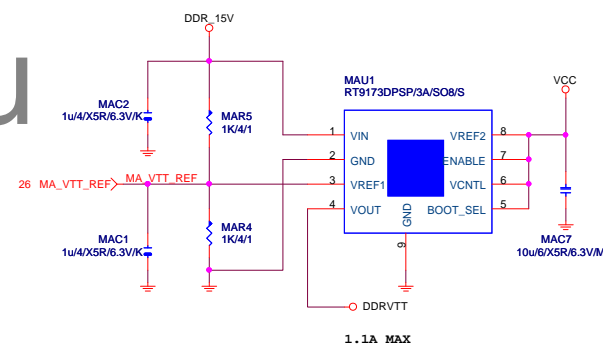 DDR_15V
u
MAC2
1u/4/X5R/6.3V/K
MAR5
1K/4/1
MAU1
RT9173DPSP/3A/SO8/S
VCC
1 VIN VREF2 8
2 GND ENABLE 7
3 VREF1 VCNTL 6
4 VOUT BOOT_SEL 5
GND
9
26 MA_VTT_REF MA_VTT_REF
MAC1
1u/4/X5R/6.3V/K
MAR4
1K/4/1
MAC7
10u/6/X5R/6.3V/M
DDRVTT
1.1A MAX